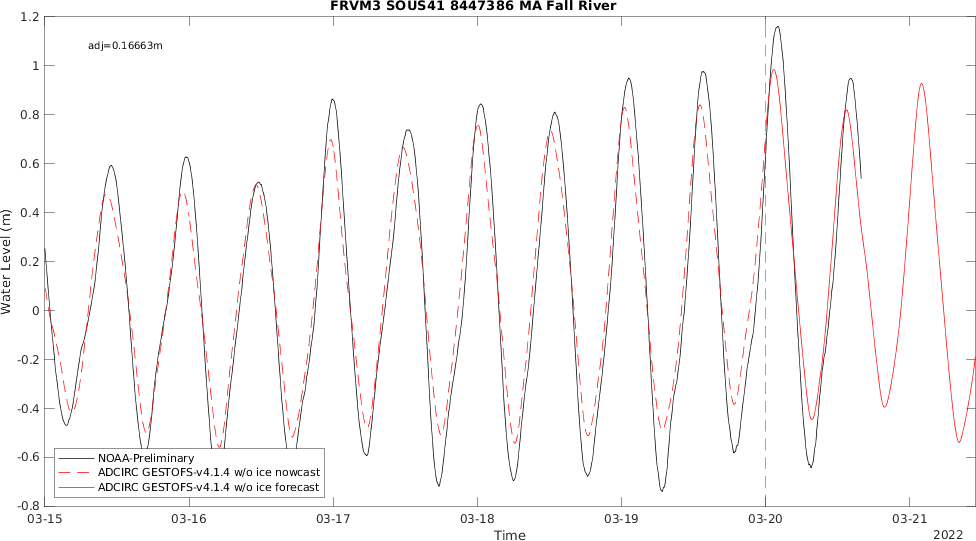 FRVM3 SOUS41 8447386 MA Fall River
adj=0.16663m
1.2
1
0.8
0.6
0.4
0.2
0
-0.2
-0.4
-0.6
-0.8
Water Level (m)
NOAA-Preliminary
ADCIRC GESTOFS-v4.1.4 w/o ice nowcast
ADCIRC GESTOFS-v4.1.4 w/o ice forecast
03-15 03-16 03-17 03-18 03-19 03-20 03-21
Time
2022